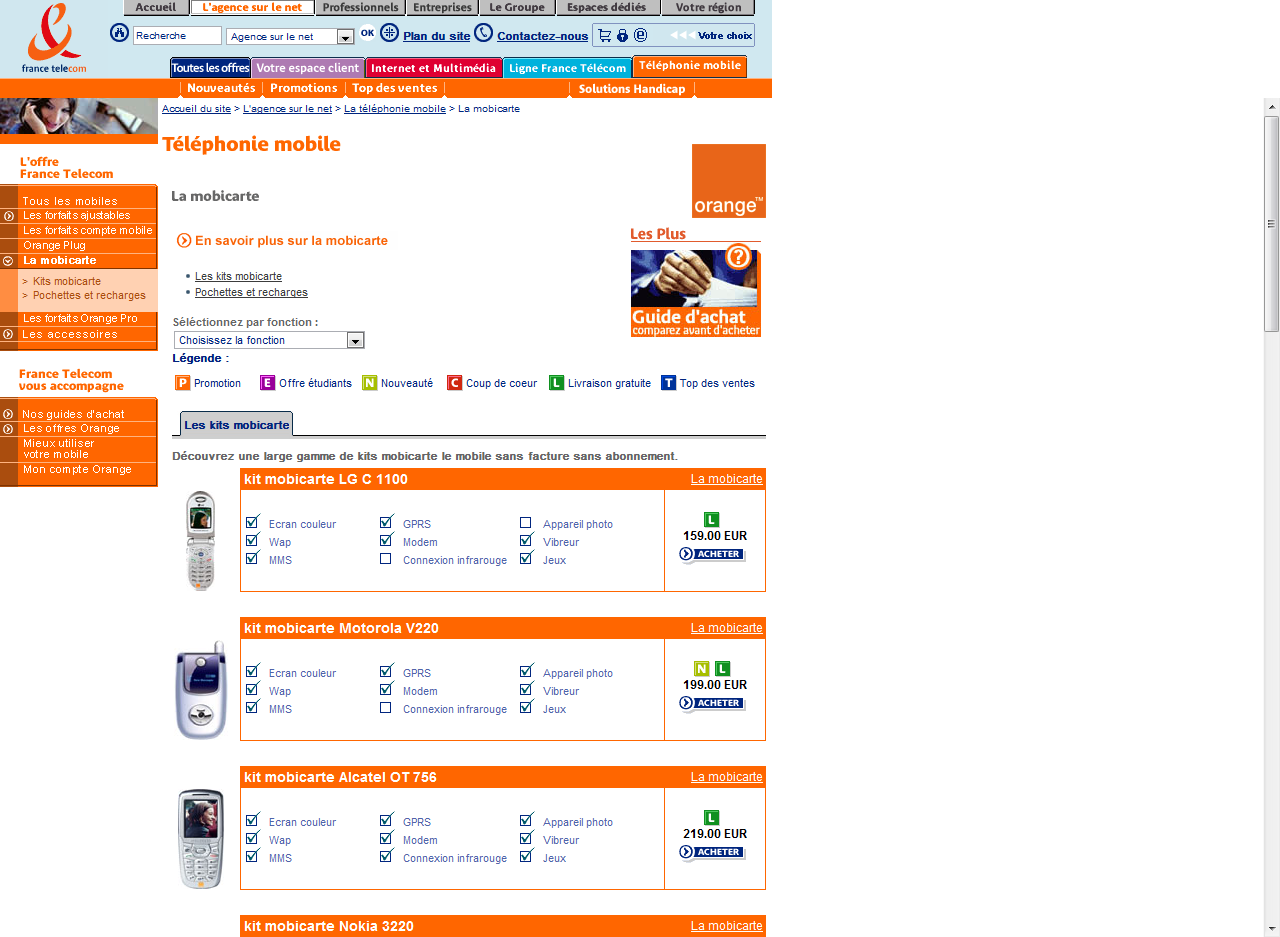 Accueil L'agence sur le net Professionnels Entreprises Le Groupe Espaces dédiés Votre région
Recherche Agence sur le net OK Plan du site Contactez-nous Votre choix
france telecom
Toutes les offres Votre espace client Internet et Multimédia Ligne France Télécom Téléphonie mobile
Nouveautés Promotions Top des ventes Solutions Handicap
Accueil du site > L'agence sur le net > La téléphonie mobile > La mobicarte
Téléphonie mobile
L'offre
France Telecom
Tous les mobiles
Les forfaits ajustables
Les forfaits compte mobile
Orange Plug
La mobicarte
> Kits mobicarte
> Pochettes et recharges
Les forfaits Orange Pro
Les accessoires
France Telecom
vous accompagne
Nos guides d'achat
Les offres Orange
Mieux utiliser
votre mobile
Mon compte Orange
La mobicarte
orange™
En savoir plus sur la mobicarte
• Les kits mobicarte
• Pochettes et recharges
Les Plus
?
Guide d'achat
comparez avant d'acheter
Séléctionnez par fonction :
Choisissez la fonction
Légende :
P Promotion E Offre étudiants N Nouveauté C Coup de coeur L Livraison gratuite T Top des ventes
Les kits mobicarte
Découvrez une large gamme de kits mobicarte le mobile sans facture sans abonnement.
kit mobicarte LG C 1100 La mobicarte
Ecran couleur GPRS Appareil photo
Wap Modem Vibreur
MMS Connexion infrarouge Jeux
L
159.00 EUR
ACHETER
kit mobicarte Motorola V220 La mobicarte
Ecran couleur GPRS Appareil photo
Wap Modem Vibreur
MMS Connexion infrarouge Jeux
N L
199.00 EUR
ACHETER
kit mobicarte Alcatel OT 756 La mobicarte
Ecran couleur GPRS Appareil photo
Wap Modem Vibreur
MMS Connexion infrarouge Jeux
L
219.00 EUR
ACHETER
kit mobicarte Nokia 3220 La mobicarte